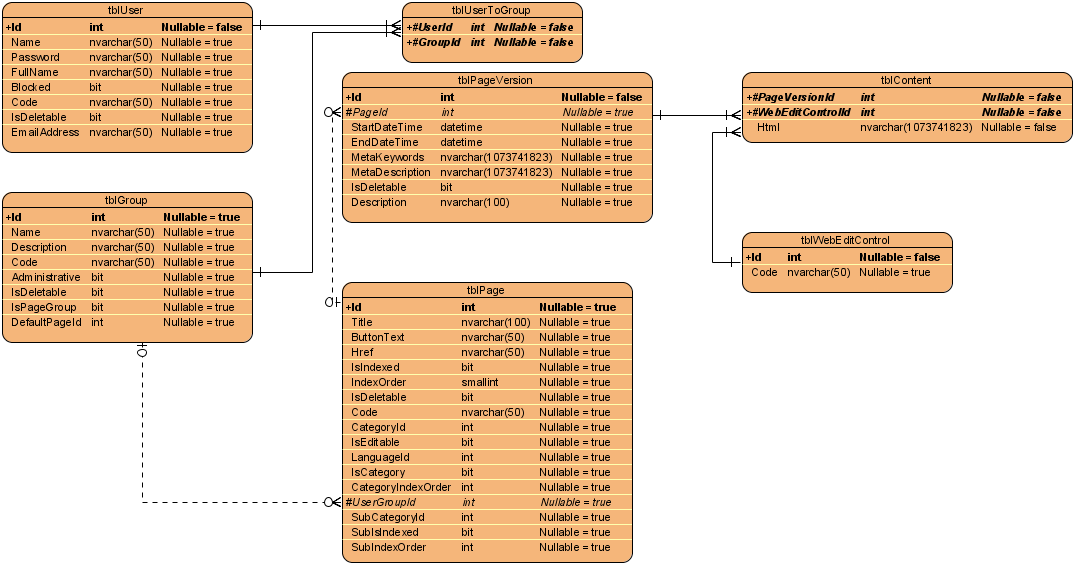 tblUser
+Id int Nullable = false
Name nvarchar(50) Nullable = true
Password nvarchar(50) Nullable = true
FullName nvarchar(50) Nullable = true
Blocked bit Nullable = true
Code nvarchar(50) Nullable = true
IsDeletable bit Nullable = true
EmailAddress nvarchar(50) Nullable = true
tblUserToGroup
+#UserId int Nullable = false
+#GroupId int Nullable = false
tblPageVersion
+Id int Nullable = false
#PageId int Nullable = true
StartDateTime datetime Nullable = true
EndDateTime datetime Nullable = true
MetaKeywords nvarchar(1073741823) Nullable = true
MetaDescription nvarchar(1073741823) Nullable = true
IsDeletable bit Nullable = true
Description nvarchar(100) Nullable = true
tblContent
+#PageVersionId int Nullable = false
+#WebEditControlId int Nullable = false
Html nvarchar(1073741823) Nullable = false
tblGroup
+Id int Nullable = true
Name nvarchar(50) Nullable = true
Description nvarchar(50) Nullable = true
Code nvarchar(50) Nullable = true
Administrative bit Nullable = true
IsDeletable bit Nullable = true
IsPageGroup bit Nullable = true
DefaultPageId int Nullable = true
tblWebEditControl
+Id int Nullable = false
Code nvarchar(50) Nullable = true
tblPage
+Id int Nullable = true
Title nvarchar(100) Nullable = true
ButtonText nvarchar(50) Nullable = true
Href nvarchar(50) Nullable = true
IsIndexed bit Nullable = true
IndexOrder smallint Nullable = true
IsDeletable bit Nullable = true
Code nvarchar(50) Nullable = true
CategoryId int Nullable = true
IsEditable bit Nullable = true
LanguageId int Nullable = true
IsCategory bit Nullable = true
CategoryIndexOrder int Nullable = true
#UserGroupId int Nullable = true
SubCategoryId int Nullable = true
SubIsIndexed bit Nullable = true
SubIndexOrder int Nullable = true